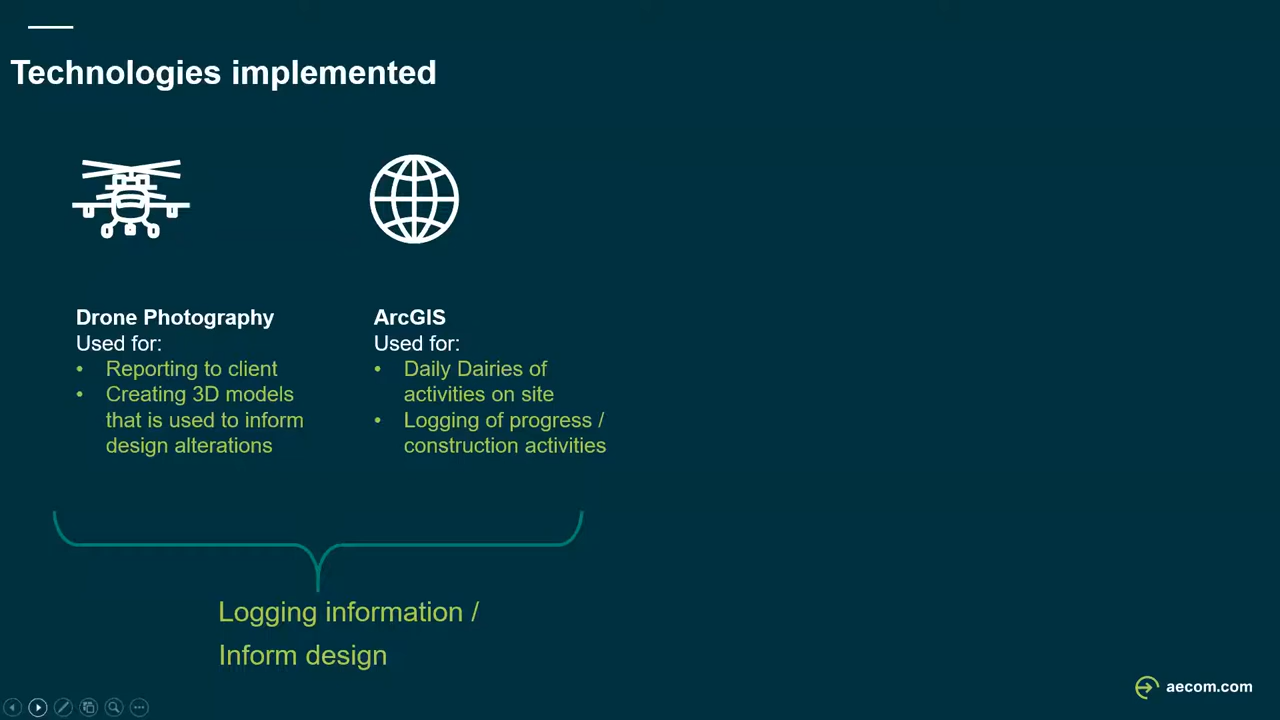 Technologies implemented
Drone Photography
Used for:
• Reporting to client
• Creating 3D models
that is used to inform
design alterations
ArcGIS
Used for:
• Daily Dairies of
activities on site
• Logging of progress /
construction activities
Logging information /
Inform design
aecom.com